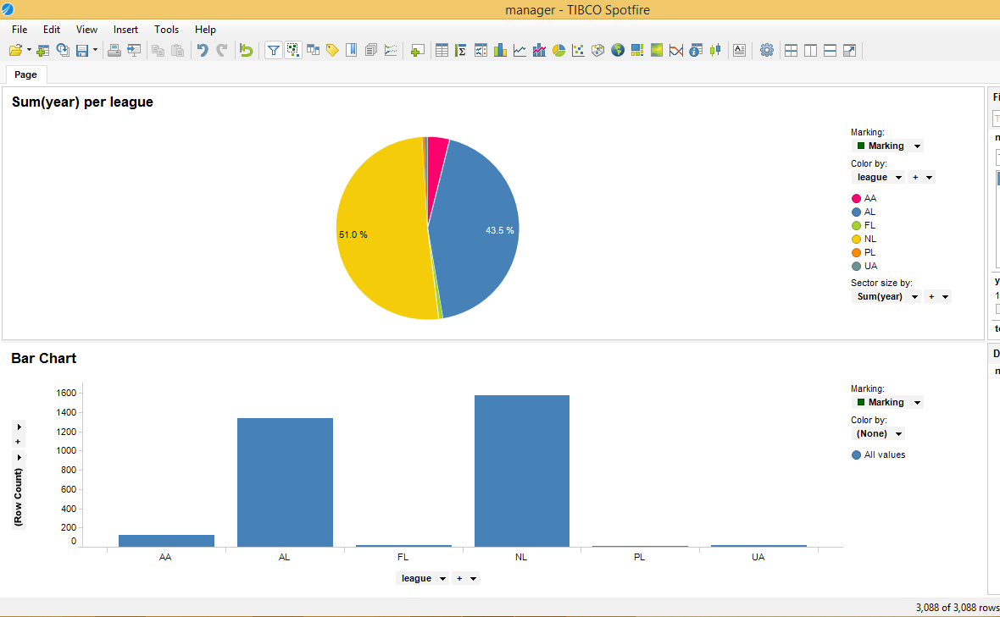 manager - TIBCO Spotfire
File Edit View Insert Tools Help
Page
Sum(year) per league
51.0 %
43.5 %
Marking:
Marking
Color by:
league +
AA
AL
FL
NL
PL
UA
Sector size by:
Sum(year) +
Bar Chart
+
(Row Count)
1600
1400
1200
1000
800
600
400
200
0
AA AL FL NL PL UA
league +
Marking:
Marking
Color by:
(None)
All values
3,088 of 3,088 rows